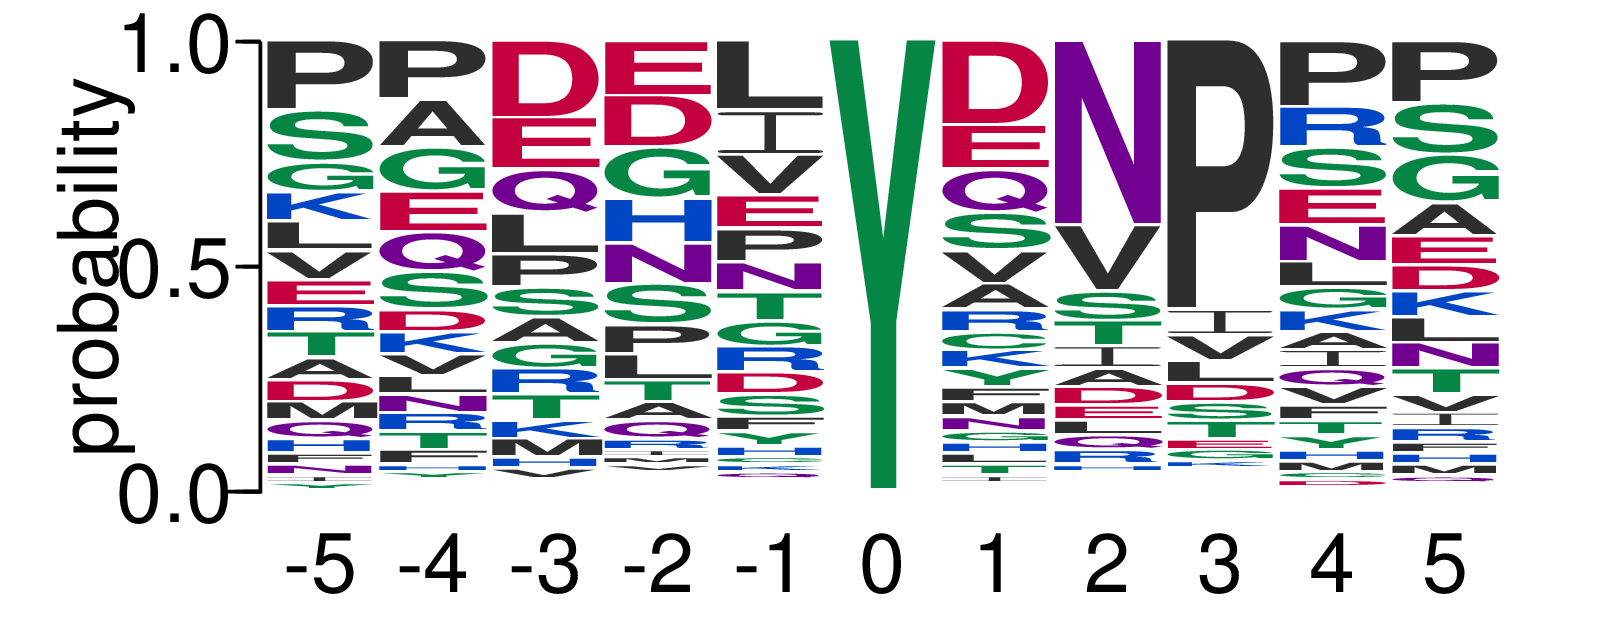 probability
1.0
0.5
0.0
P P D E L Y D N P P P
S A E D I E V I R S
G G Q G V Q S V S G
K E L H E S T L E A
L Q P N P V I D N E
V S S S N A A S L D
E D A P T R D T G K
R K G L G C E E K L
T V R T R K L G A N
A L T A D Y Q K I T
D N K Q S F R Q V
M R M R F M H V I
Q T H I Y N F R
H F V M H G Y H
F H V C H H F
N Y K L M M
I Q T C Q
Y I D
-5 -4 -3 -2 -1 0 1 2 3 4 5